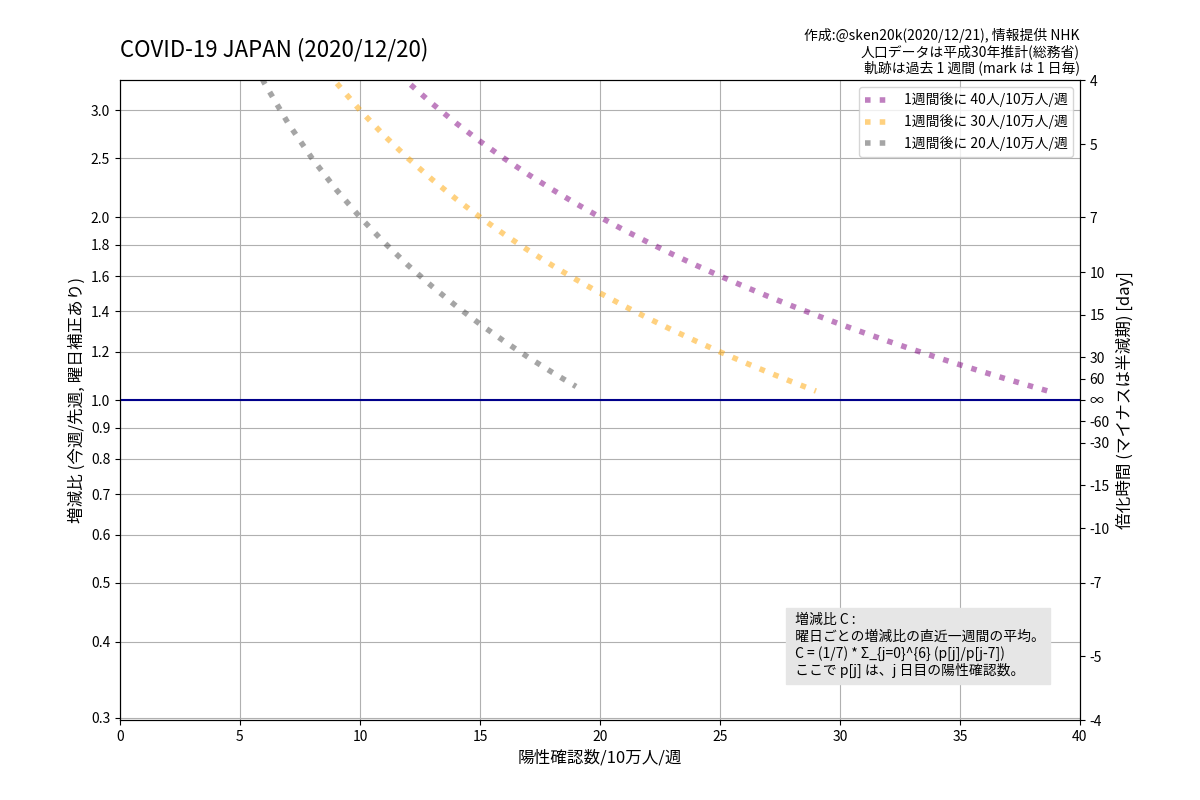 COVID-19 JAPAN (2020/12/20)
作成:@sken20k(2020/12/21), 情報提供 NHK
人口データは平成30年推計(総務省)
軌跡は過去 1 週間 (mark は 1 日毎)
1週間後に 40人/10万人/週
1週間後に 30人/10万人/週
1週間後に 20人/10万人/週
増減比 (今週/先週, 曜日補正あり)
3.0
2.5
2.0
1.8
1.6
1.4
1.2
1.0
0.9
0.8
0.7
0.6
0.5
0.4
0.3
4
5
7
10
15
30
60
∞
-60
-30
-15
-10
-7
-5
-4
倍化時間 (マイナスは半減期) [day]
増減比 C :
曜日ごとの増減比の直近一週間の平均。
C = (1/7) * Σ_{j=0}^{6} (p[j]/p[j-7])
ここで p[j] は、j 日目の陽性確認数。
0 5 10 15 20 25 30 35 40
陽性確認数/10万人/週